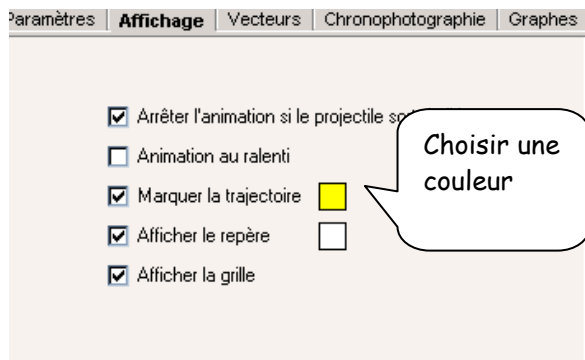 Paramètres Affichage Vecteurs Chronophotographie Graphes
Arrêter l'animation si le projectile
Animation au ralenti
Marquer la trajectoire
Afficher le repère
Afficher la grille
Choisir une
couleur